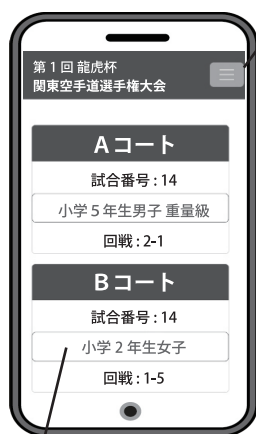 第1回 龍虎杯
関東空手道選手権大会
Aコート
試合番号：14
小学5年生男子 重量級
回戦：2-1
Bコート
試合番号：14
小学2年生女子
回戦：1-5